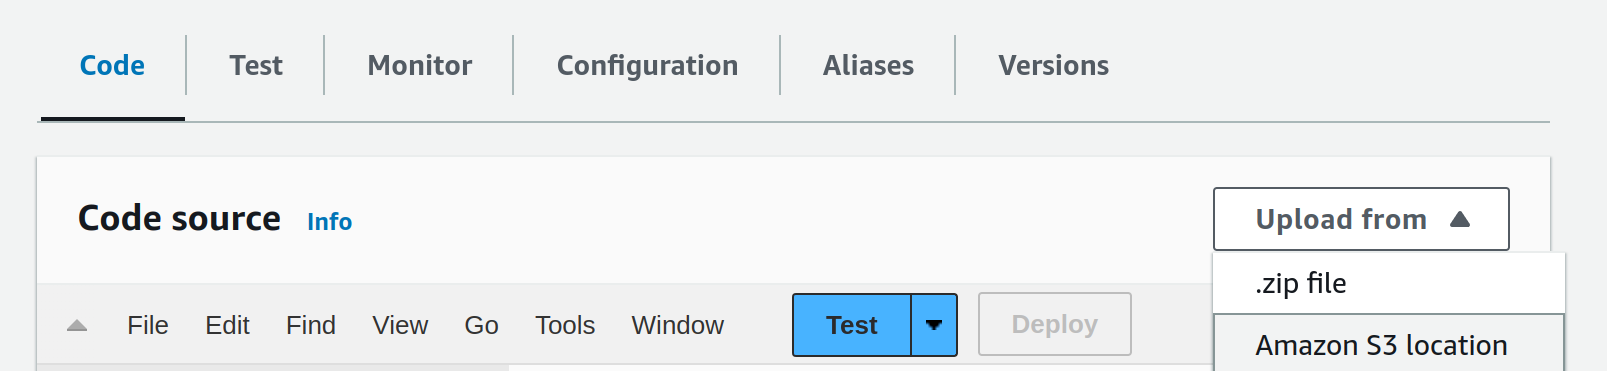 Code Test Monitor Configuration Aliases Versions
Code source Info Upload from
.zip file
File Edit Find View Go Tools Window Test Deploy
Amazon S3 location